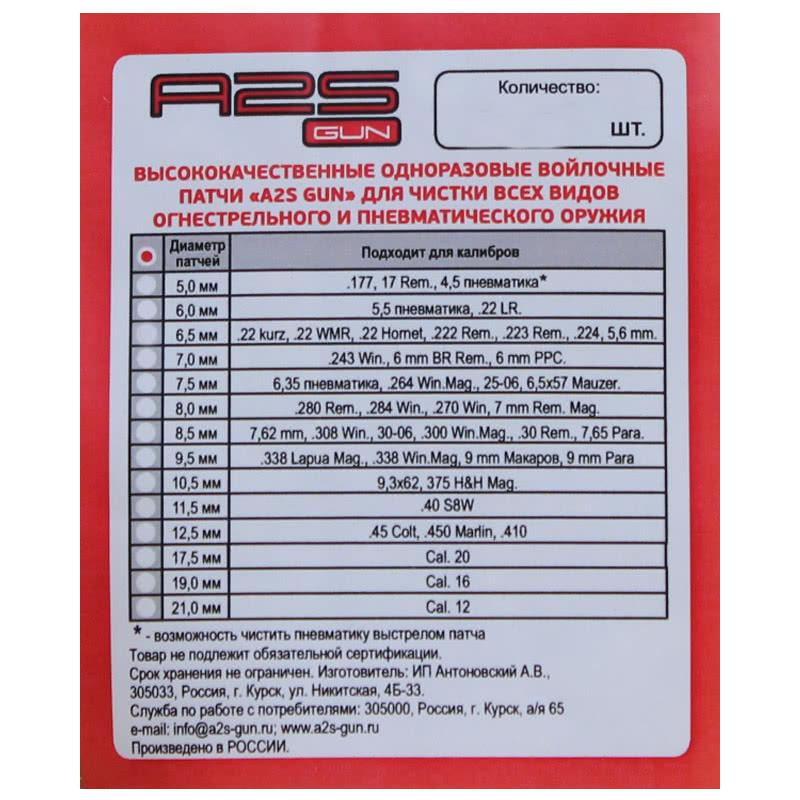 A2S
GUN
Количество:
шт.
ВЫСОКОКАЧЕСТВЕННЫЕ ОДНОРАЗОВЫЕ ВОЙЛОЧНЫЕ
ПАТЧИ «A2S GUN» ДЛЯ ЧИСТКИ ВСЕХ ВИДОВ
ОГНЕСТРЕЛЬНОГО И ПНЕВМАТИЧЕСКОГО ОРУЖИЯ
Диаметр патчей Подходит для калибров
5,0 мм .177, 17 Rem., 4,5 пневматика*
6,0 мм 5,5 пневматика, .22 LR.
6,5 мм .22 kurz, .22 WMR, .22 Hornet, .222 Rem., .223 Rem., .224, 5,6 mm.
7,0 мм .243 Win., 6 mm BR Rem., 6 mm PPC.
7,5 мм 6,35 пневматика, .264 Win.Mag., 25-06, 6,5x57 Mauzer.
8,0 мм .280 Rem., .284 Win., .270 Win, 7 mm Rem. Mag.
8,5 мм 7,62 mm, .308 Win., 30-06, .300 Win.Mag., .30 Rem., 7,65 Para.
9,5 мм .338 Lapua Mag., .338 Win.Mag, 9 mm Макаров, 9 mm Para
10,5 мм 9,3x62, 375 H&H Mag.
11,5 мм .40 S8W
12,5 мм .45 Colt, .450 Marlin, .410
17,5 мм Cal. 20
19,0 мм Cal. 16
21,0 мм Cal. 12
* - возможность чистить пневматику выстрелом патча
Товар не подлежит обязательной сертификации.
Срок хранения не ограничен. Изготовитель: ИП Антоновский А.В.,
305033, Россия, г. Курск, ул. Никитская, 4Б-33.
Служба по работе с потребителями: 305000, Россия, г. Курск, а/я 65
e-mail: info@a2s-gun.ru; www.a2s-gun.ru
Произведено в РОССИИ.